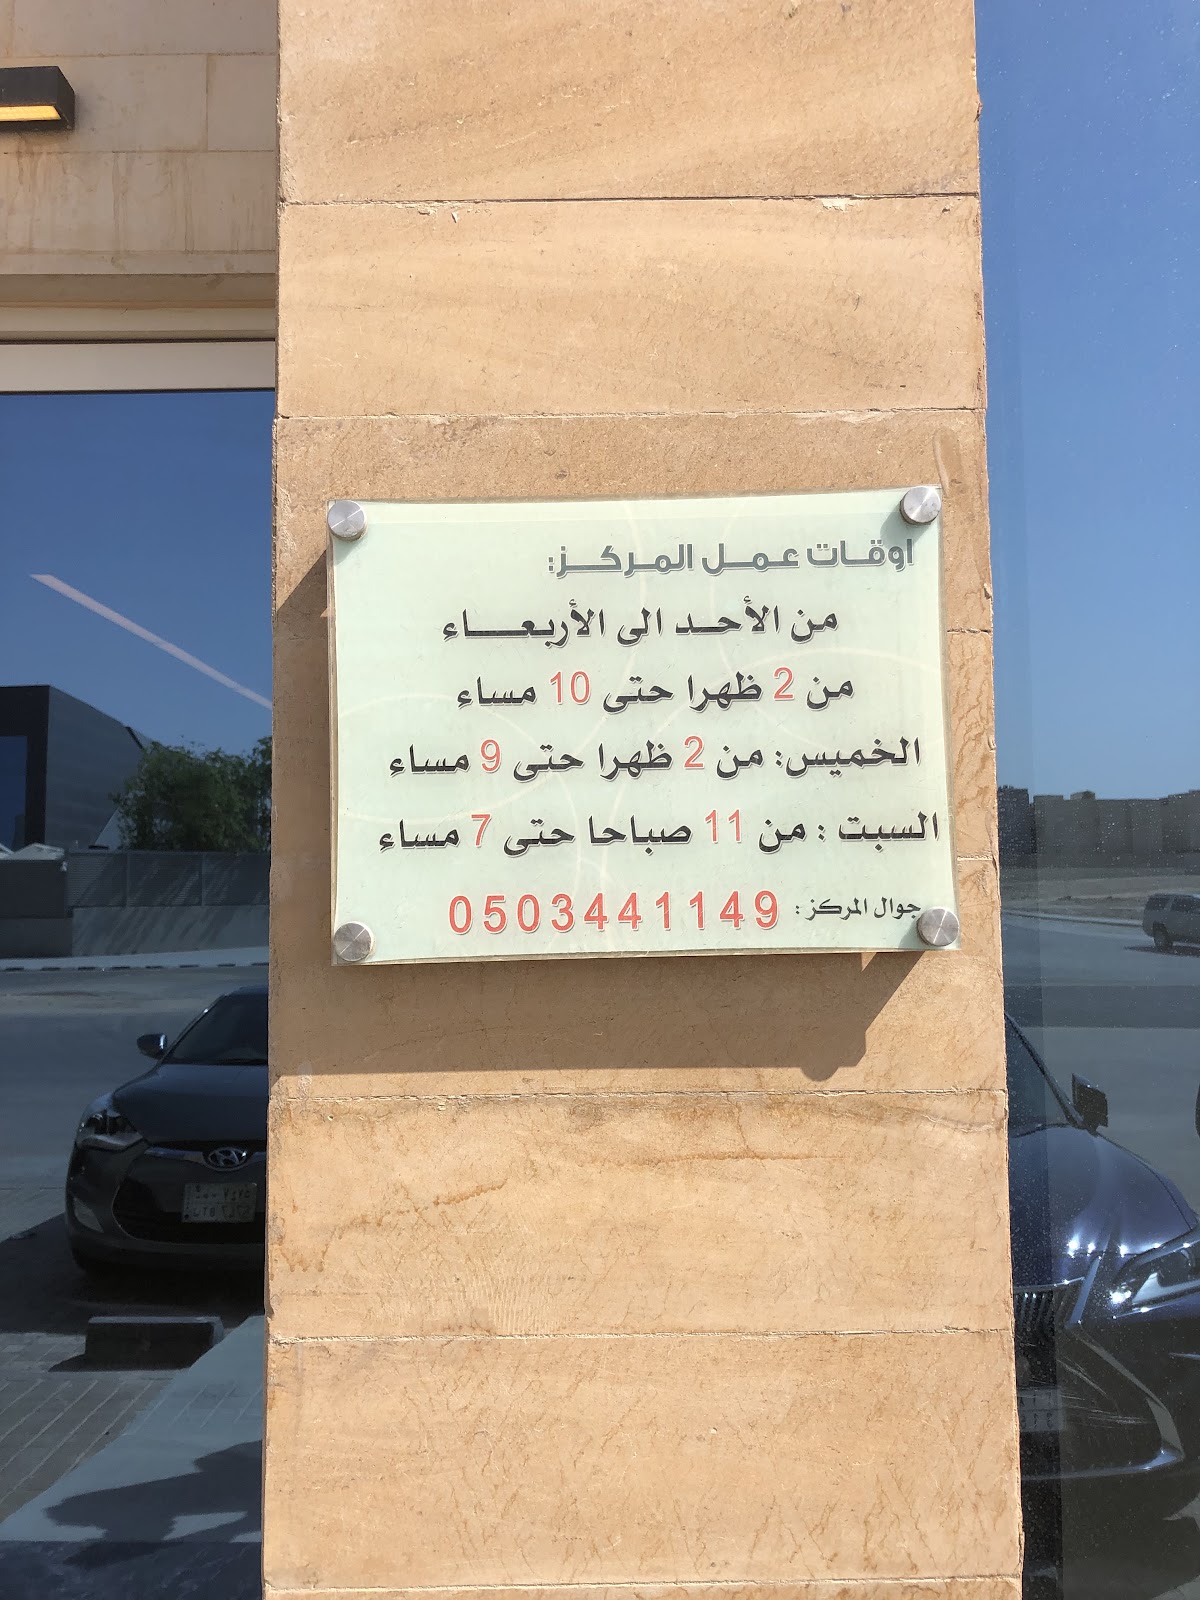 اوقات عمل المركز:
من الأحد الى الأربعاء
من 2 ظهرا حتى 10 مساء
الخميس: من 2 ظهرا حتى 9 مساء
السبت : من 11 صباحا حتى 7 مساء
جوال المركز : 0503441149